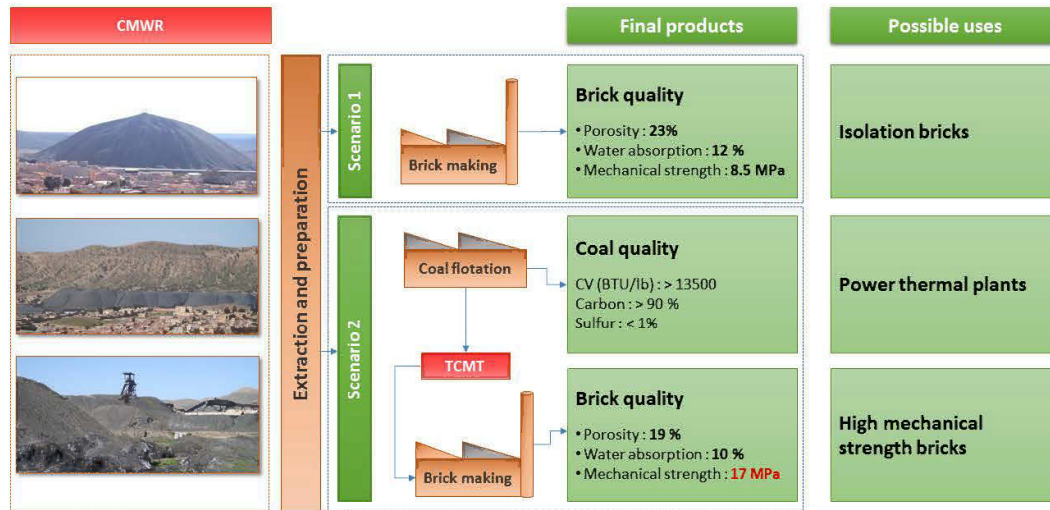 CMWR
Final products
Possible uses
Extraction and preparation
Scenario 1
Brick making
Brick quality
• Porosity : 23%
• Water absorption : 12 %
• Mechanical strength : 8.5 MPa
Isolation bricks
Scenario 2
Coal flotation
Coal quality
CV (BTU/lb) : > 13500
Carbon : > 90 %
Sulfur : < 1%
Power thermal plants
TCMT
Brick making
Brick quality
• Porosity : 19 %
• Water absorption : 10 %
• Mechanical strength : 17 MPa
High mechanical
strength bricks